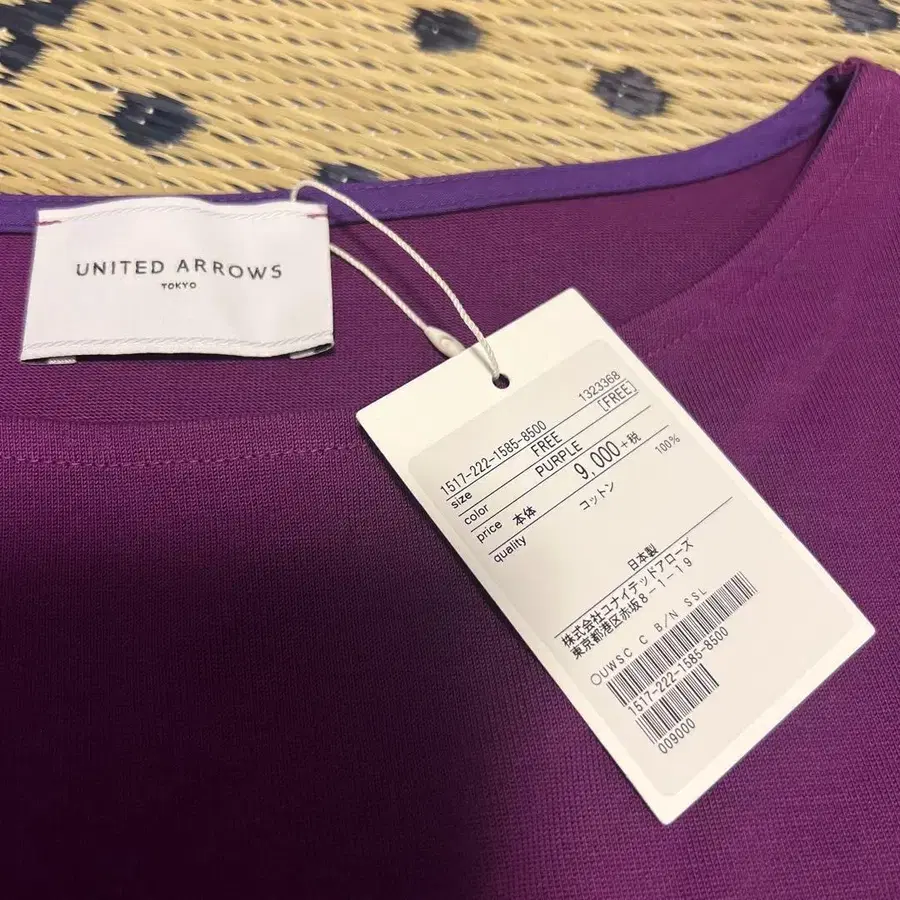 UNITED ARROWS
TOKYO
1323368
1517-222-1585-8500 [FREE]
size FREE
color PURPLE
price 本体 9,000+税
quality コットン 100%
日本製
株式会社ユナイテッドアローズ
東京都港区赤坂8-1-19
OUWSC C B/N SSL
1517-222-1585-8500
009000